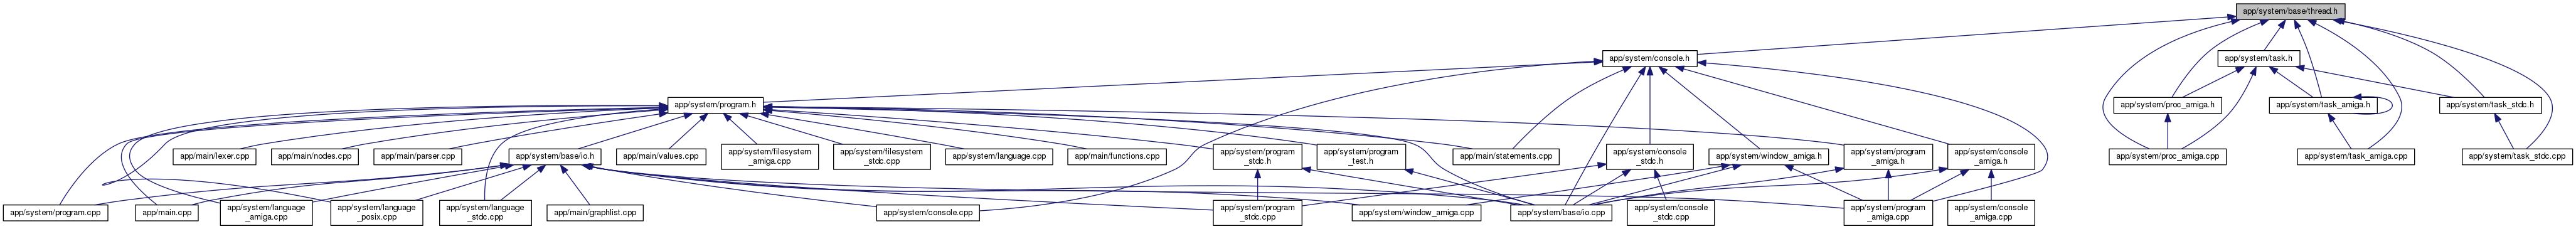 app/system/base/thread.h
app/system/console.h
app/system/task.h
app/system/program.h
app/system/proc_amiga.h
app/system/task_amiga.h
app/system/task_stdc.h
app/main/lexer.cpp
app/main/nodes.cpp
app/main/parser.cpp
app/system/base/io.h
app/main/values.cpp
app/system/filesystem
_amiga.cpp
app/system/filesystem
_stdc.cpp
app/system/language.cpp
app/main/functions.cpp
app/system/program
_stdc.h
app/system/program
_test.h
app/main/statements.cpp
app/system/console
_stdc.h
app/system/window_amiga.h
app/system/program
_amiga.h
app/system/console
_amiga.h
app/system/proc_amiga.cpp
app/system/task_amiga.cpp
app/system/task_stdc.cpp
app/system/program.cpp
app/main.cpp
app/system/language
_amiga.cpp
app/system/language
_posix.cpp
app/system/language
_stdc.cpp
app/main/graphlist.cpp
app/system/console.cpp
app/system/program
_stdc.cpp
app/system/window_amiga.cpp
app/system/base/io.cpp
app/system/console
_stdc.cpp
app/system/program
_amiga.cpp
app/system/console
_amiga.cpp